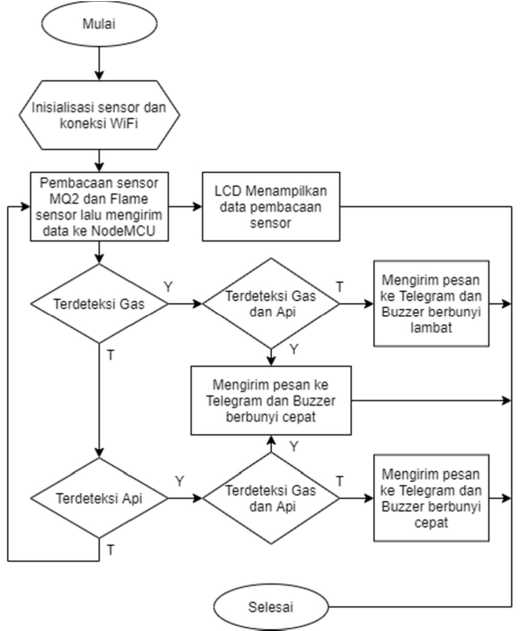 Mulai
Inisialisasi sensor dan
koneksi WiFi
Pembacaan sensor
MQ2 dan Flame
sensor lalu mengirim
data ke NodeMCU
LCD Menampilkan
data pembacaan
sensor
Terdeteksi Gas
Y
T
Terdeteksi Gas
dan Api
T
Y
Mengirim pesan
ke Telegram dan
Buzzer berbunyi
lambat
Mengirim pesan ke
Telegram dan Buzzer
berbunyi cepat
Y
Terdeteksi Api
Y
T
Terdeteksi Gas
dan Api
T
Mengirim pesan
ke Telegram dan
Buzzer berbunyi
cepat
Selesai